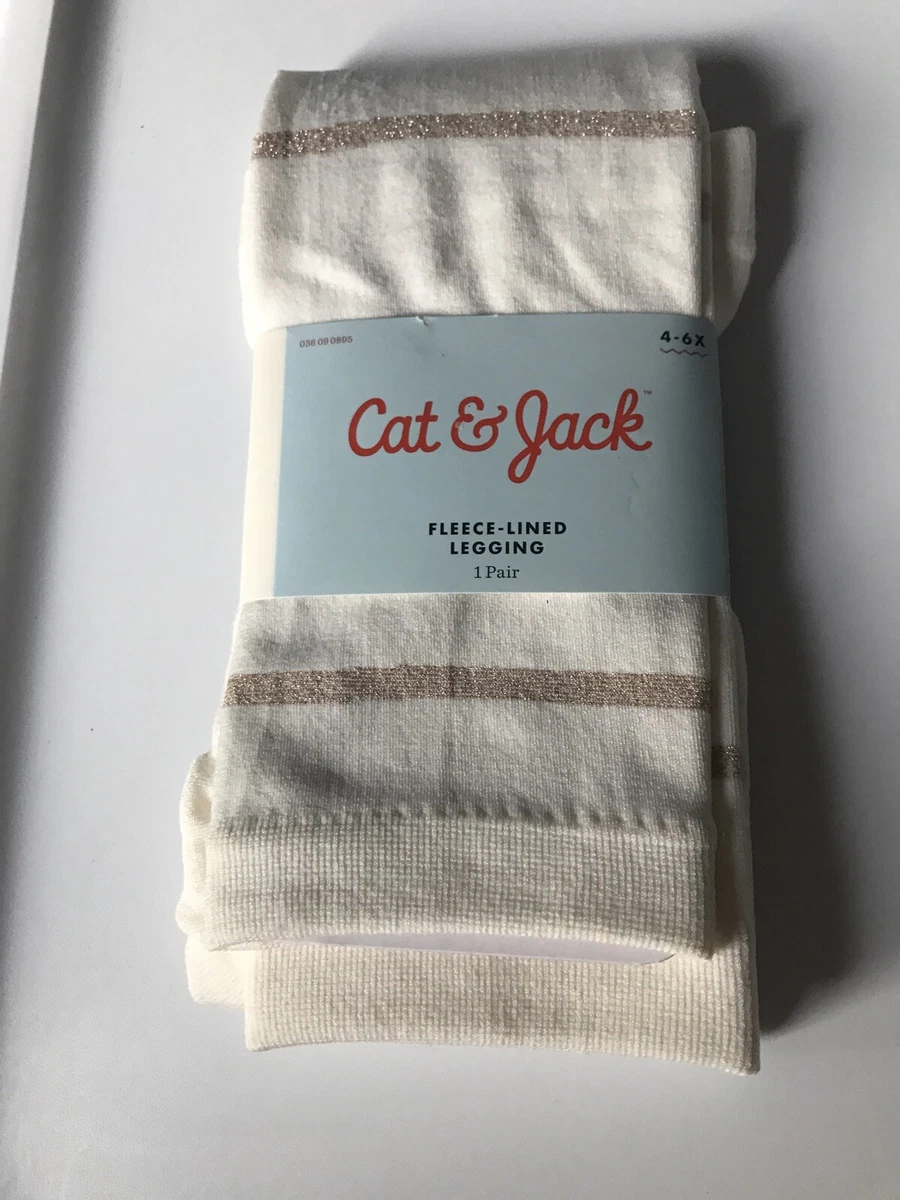 036 09 0895
4-6X
Cat & Jack™
FLEECE-LINED
LEGGING
1 Pair